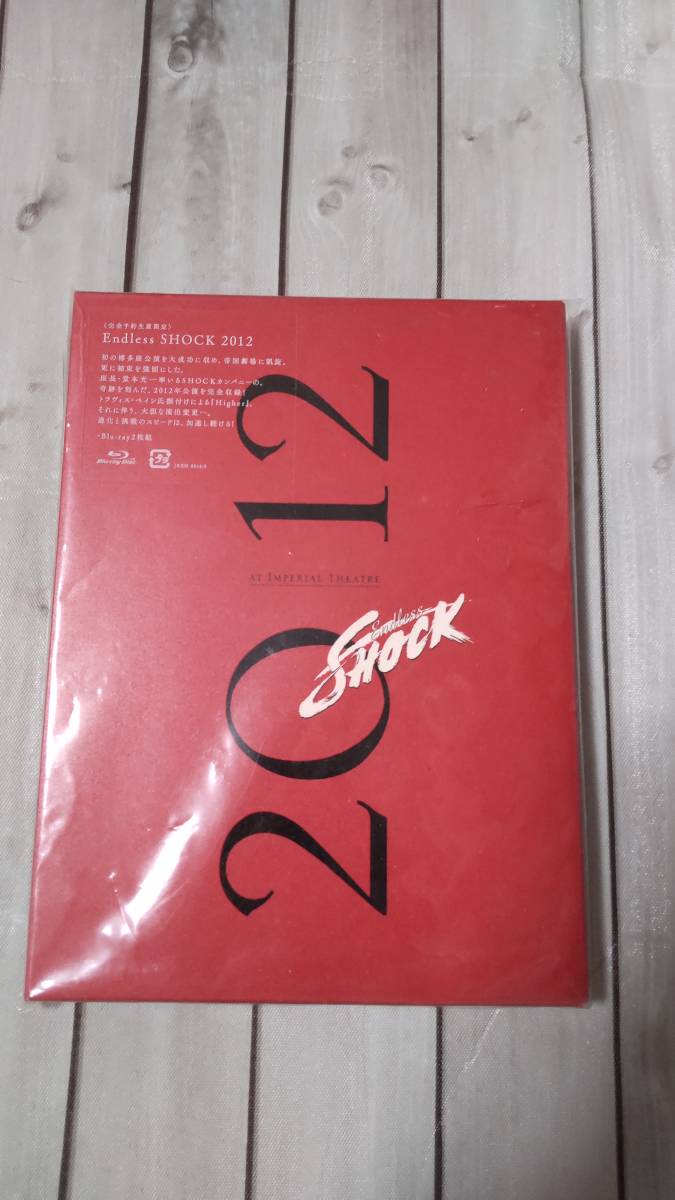 〈完全予約生産限定〉
Endless SHOCK 2012
初の博多座公演を大成功に収め、帝国劇場に凱旋。
更に結束を強固にした、
座長・堂本光一率いるSHOCKカンパニーの、
奇跡を刻んだ、2012年公演を完全収録！
トラヴィス・ペイン氏振付けによる『Higher』、
それに伴う、大胆な演出変更…。
進化と挑戦のスピードは、加速し続ける！
・Blu-ray2枚組
Blu-ray Disc
2012
AT IMPERIAL THEATRE
Endless
SHOCK